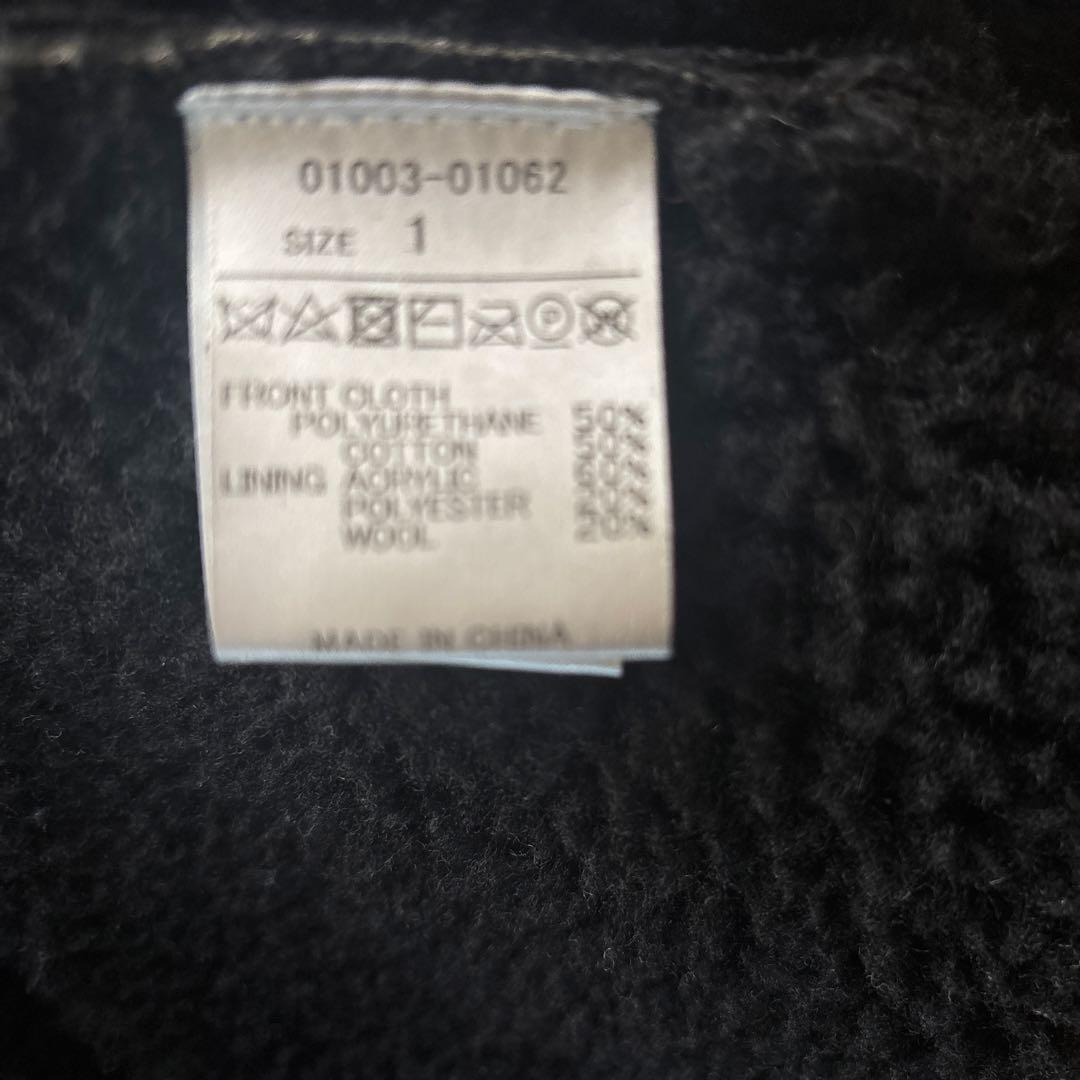 01003-01062
SIZE 1
P
FRONT CLOTH
POLYURETHANE 50%
COTTON 50%
LINING ACRYLIC
POLYESTER
WOOL 20%
MADE IN CHINA